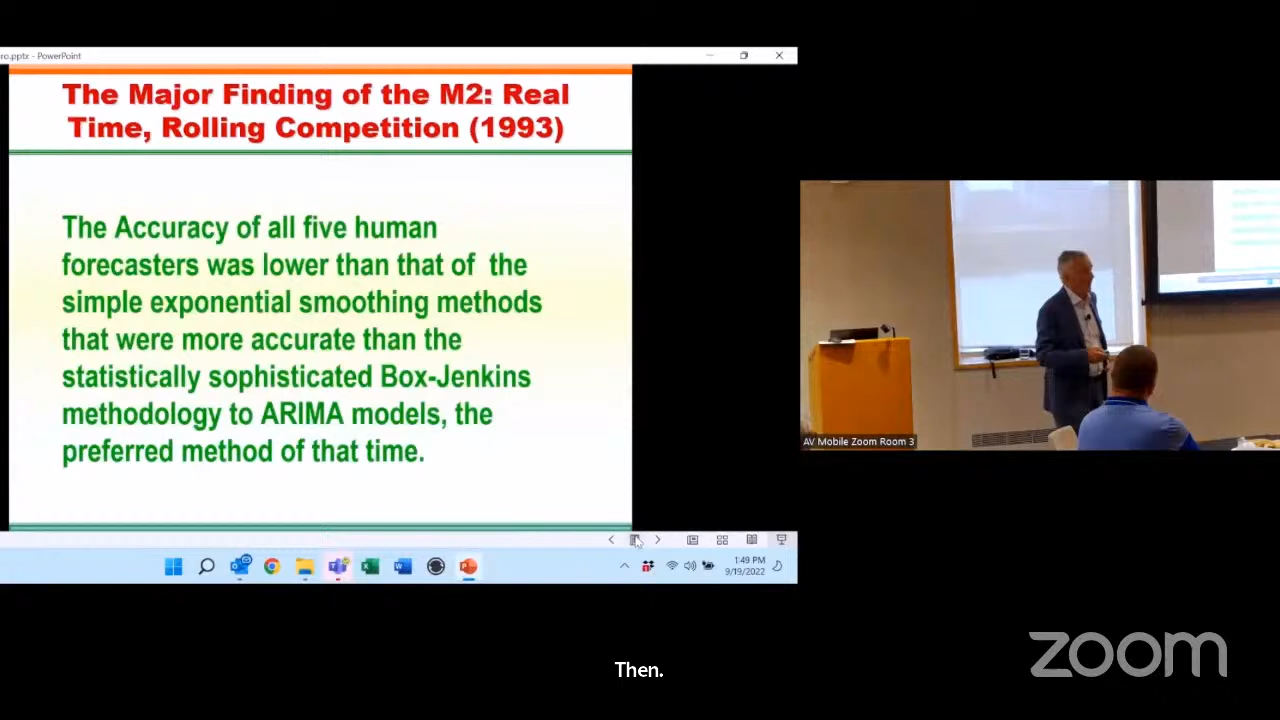 ro.pptx - PowerPoint
The Major Finding of the M2: Real
Time, Rolling Competition (1993)
The Accuracy of all five human
forecasters was lower than that of the
simple exponential smoothing methods
that were more accurate than the
statistically sophisticated Box-Jenkins
methodology to ARIMA models, the
preferred method of that time.
1:49 PM
9/19/2022
AV Mobile Zoom Room 3
Then.
zoom